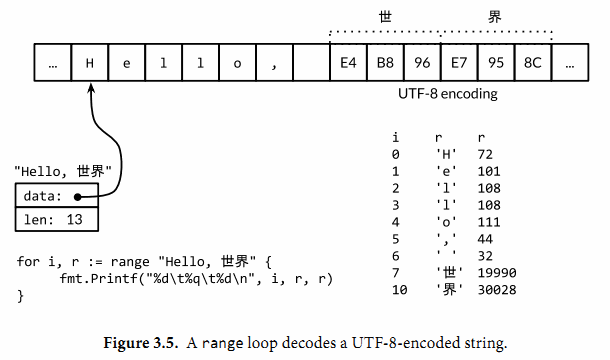 世 界
… H e l l o , E4 B8 96 E7 95 8C …
UTF-8 encoding
"Hello, 世界"
data:
len: 13
for i, r := range "Hello, 世界" {
fmt.Printf("%d\t%q\t%d\n", i, r, r)
}
i r r
0 'H' 72
1 'e' 101
2 'l' 108
3 'l' 108
4 'o' 111
5 ',' 44
6 ' ' 32
7 '世' 19990
10 '界' 30028
Figure 3.5. A range loop decodes a UTF-8-encoded string.